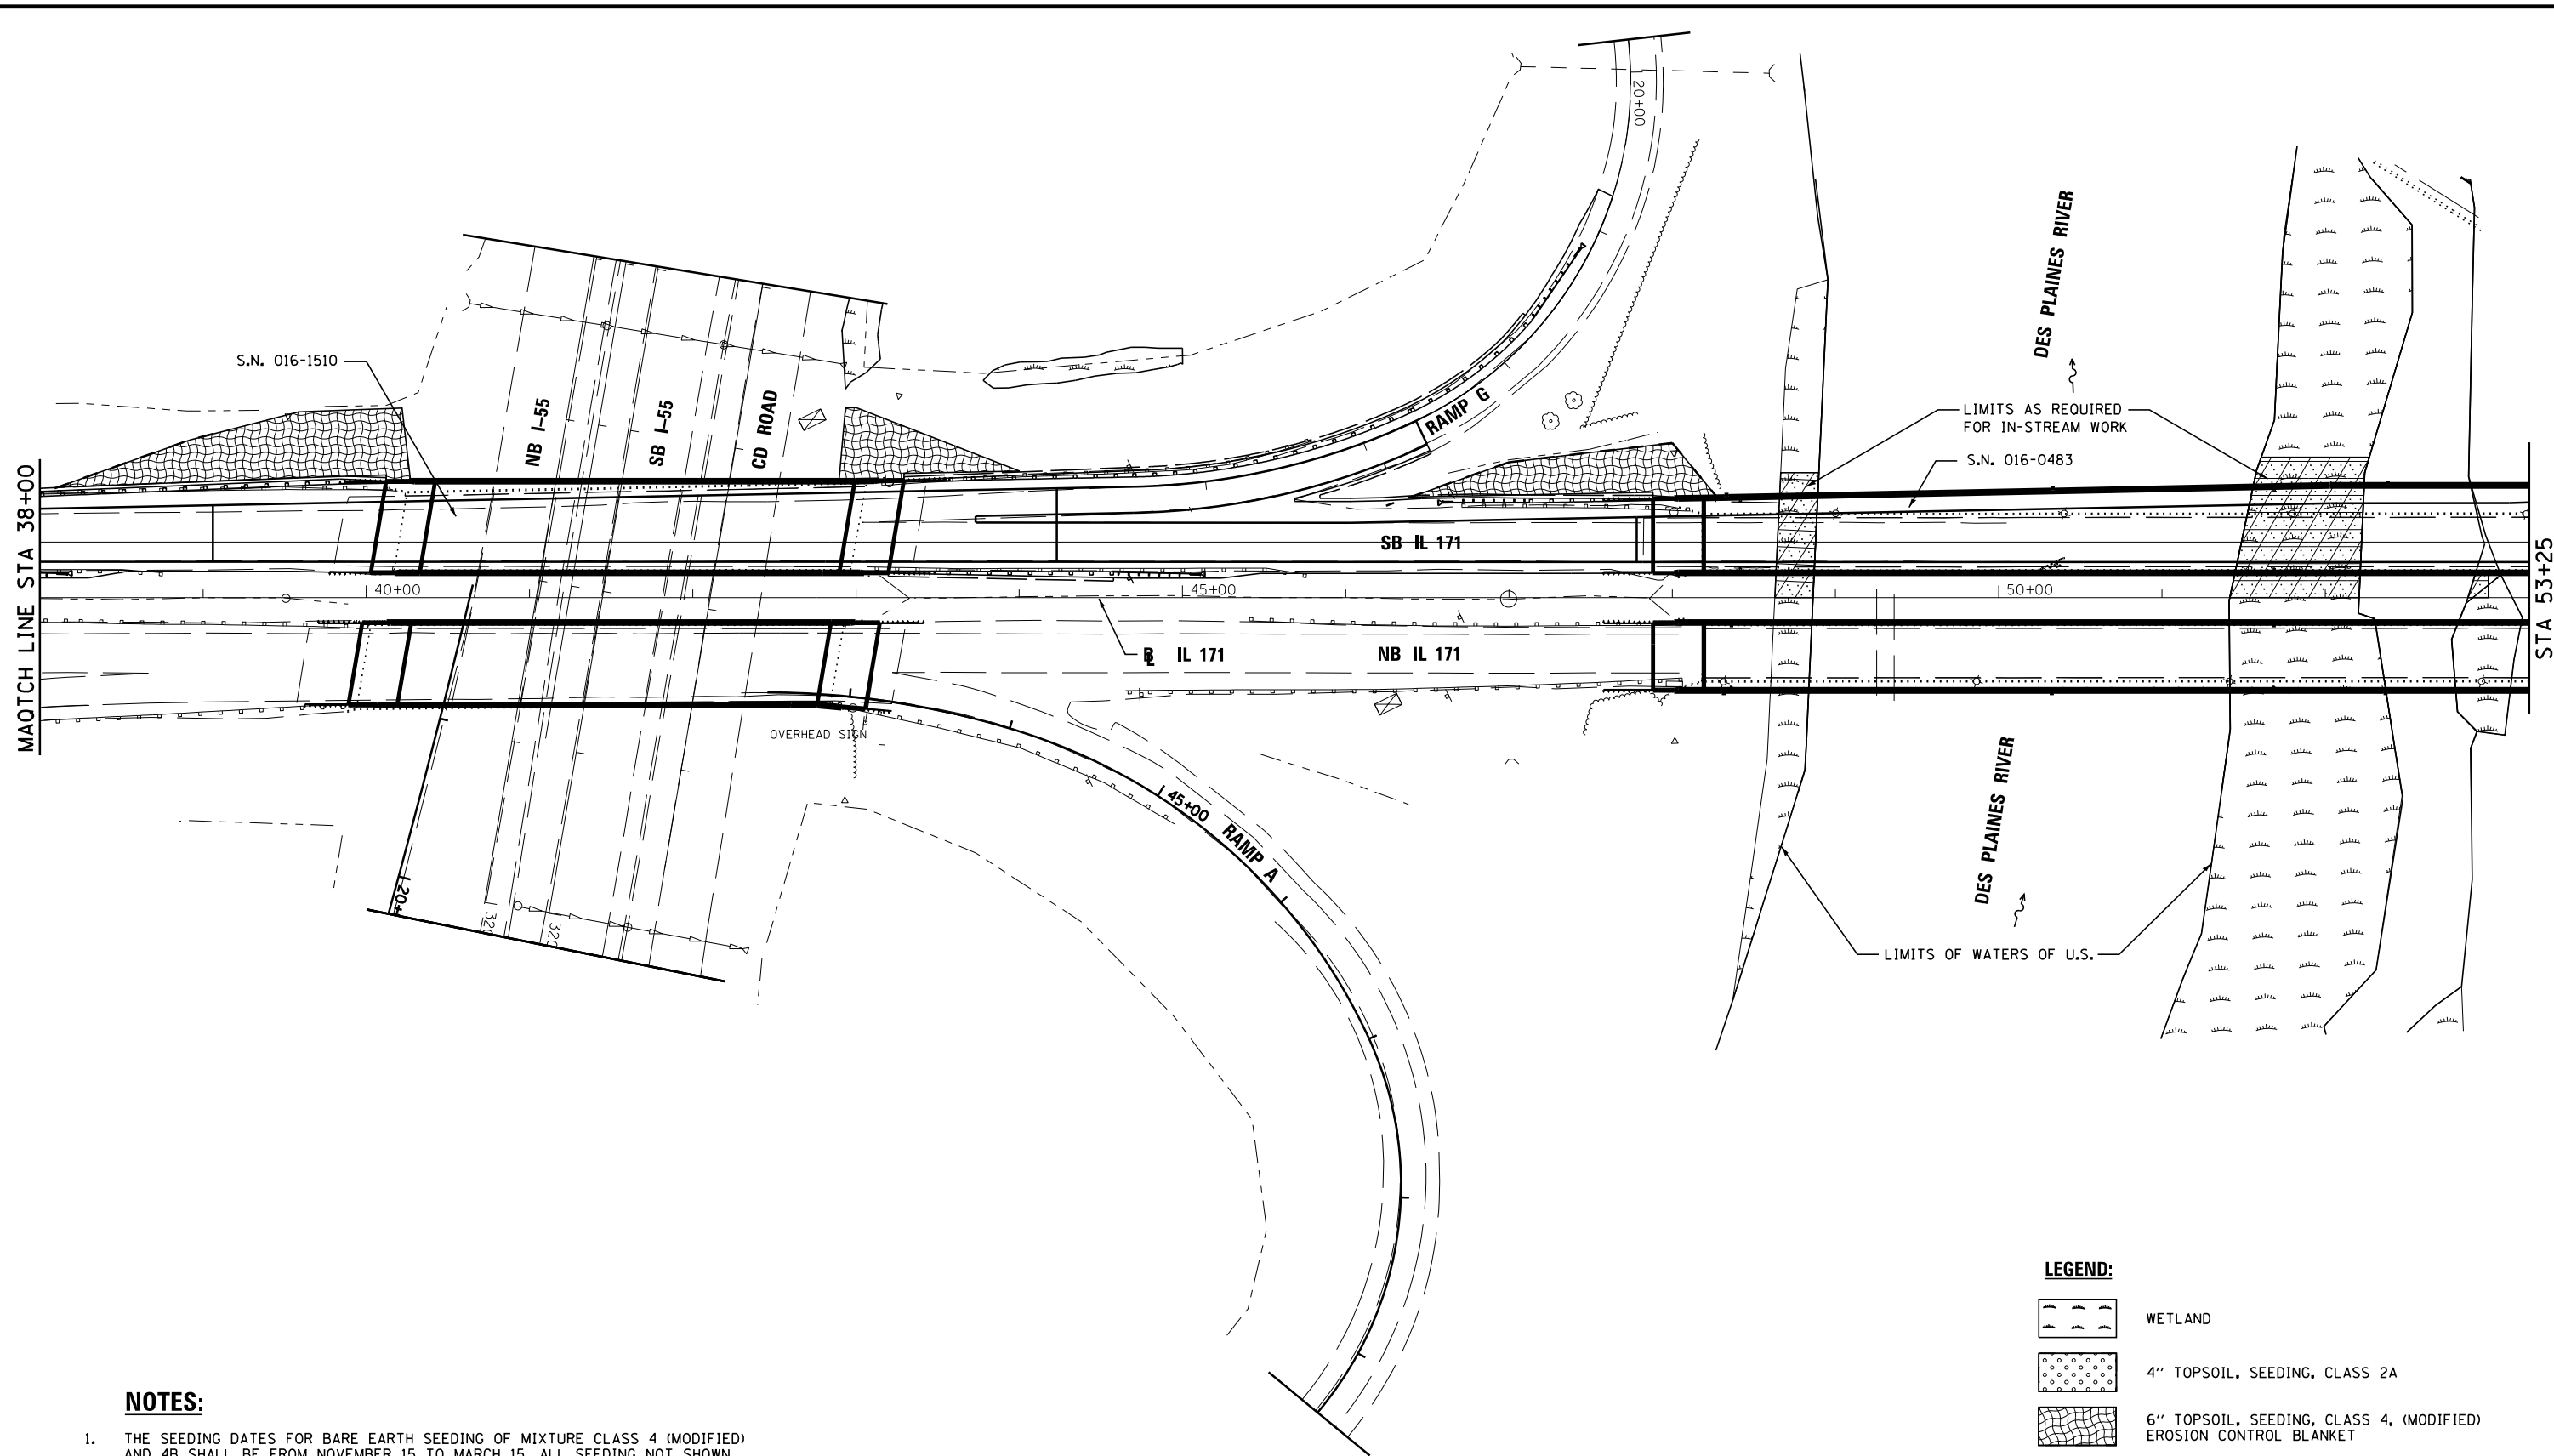 20+00
DES PLAINES RIVER
S.N. 016-1510
NB I-55
SB I-55
CD ROAD
RAMP G
LIMITS AS REQUIRED
FOR IN-STREAM WORK
S.N. 016-0483
MAOTCH LINE STA 38+00
SB IL 171
STA 53+25
40+00
45+00
50+00
BL IL 171
NB IL 171
OVERHEAD SIGN
45+00
RAMP A
DES PLAINES RIVER
20+
320
320
LIMITS OF WATERS OF U.S.
LEGEND:
WETLAND
4'' TOPSOIL, SEEDING, CLASS 2A
6'' TOPSOIL, SEEDING, CLASS 4, (MODIFIED)
EROSION CONTROL BLANKET
NOTES:
1. THE SEEDING DATES FOR BARE EARTH SEEDING OF MIXTURE CLASS 4 (MODIFIED)
AND 4B SHALL BE FROM NOVEMBER 15 TO MARCH 15. ALL SEEDING NOT SHOWN